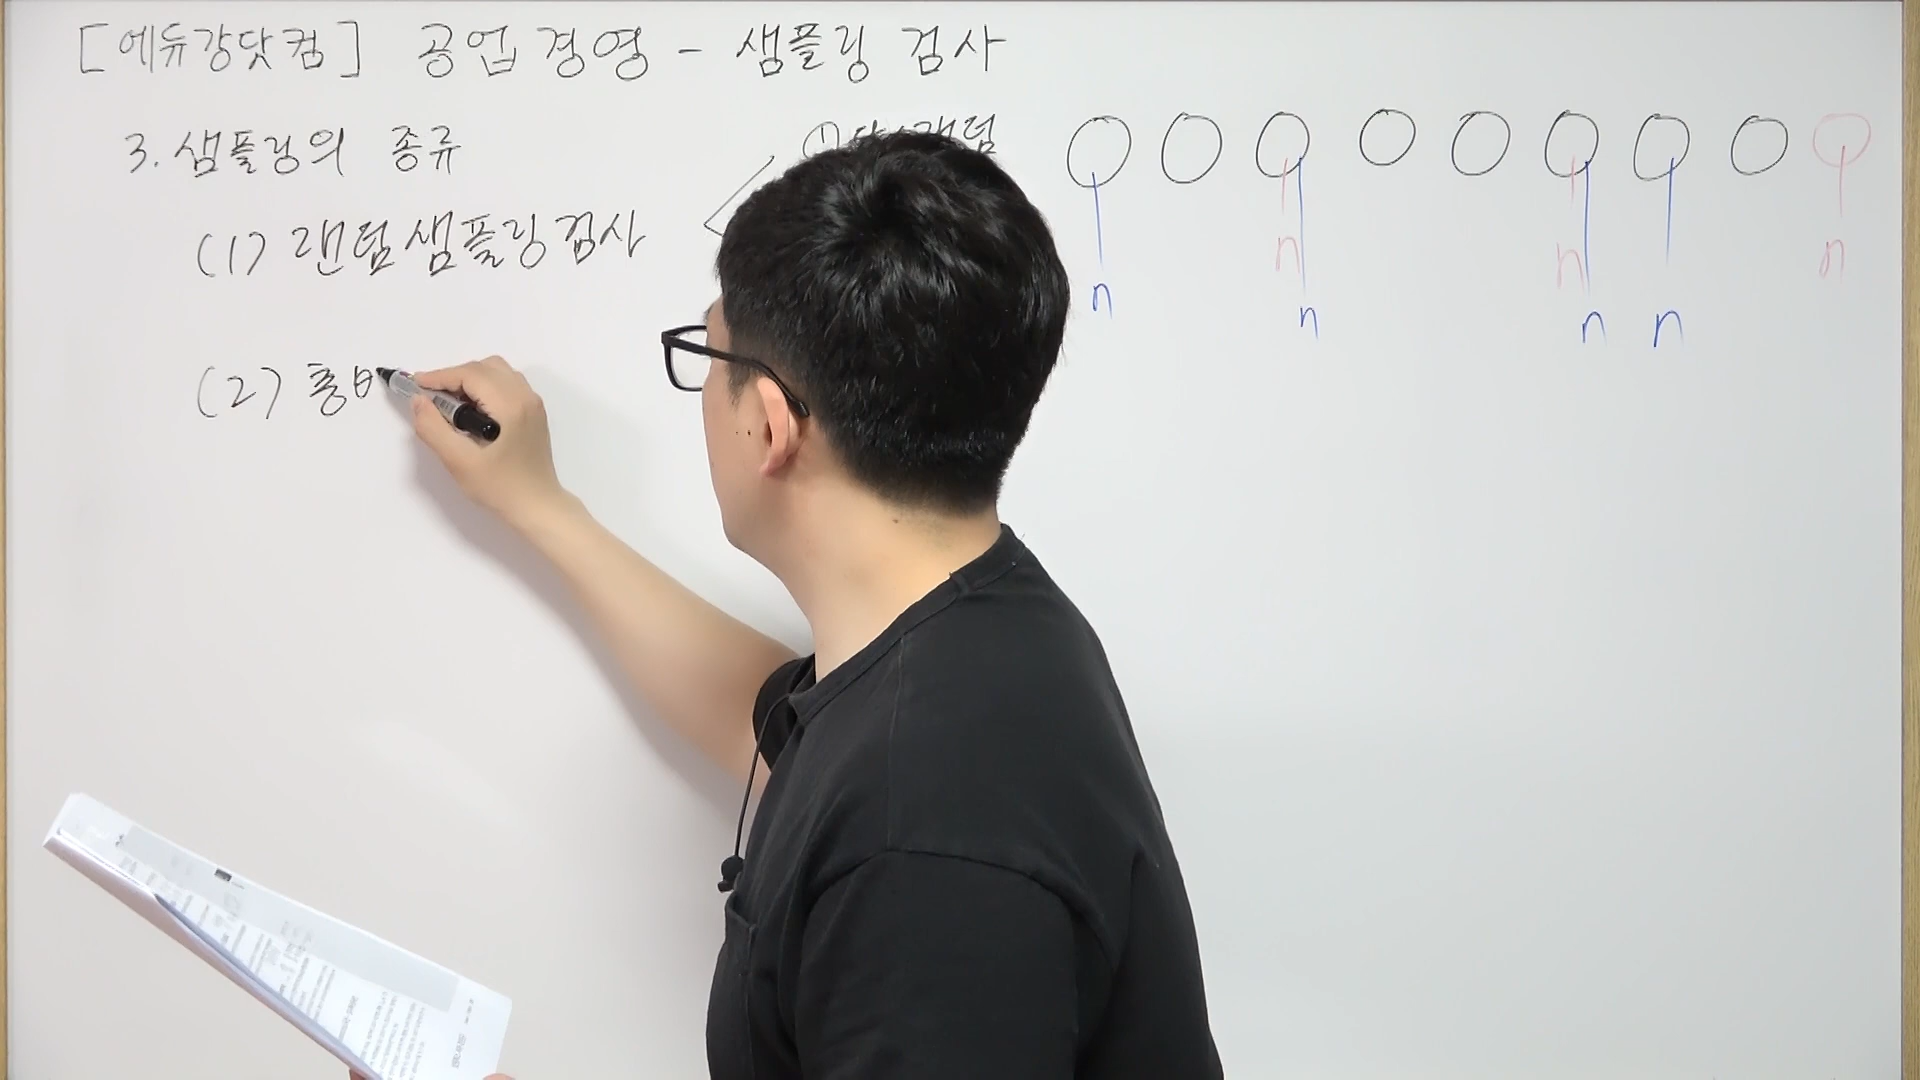 [에듀강닷컴] 공업경영 - 샘플링 검사
3. 샘플링의 종류
(1) 랜덤샘플링검사
(2) 층
n n n
n n n n